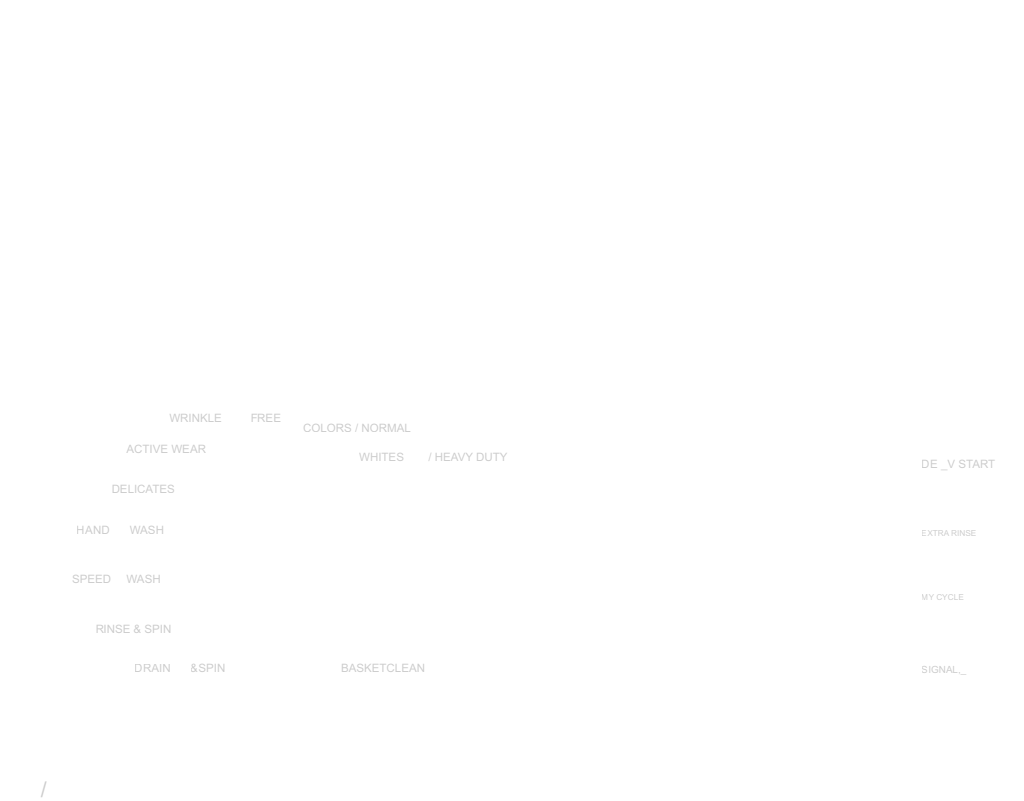 WRINKLE FREE
COLORS / NORMAL
ACTIVE WEAR
WHITES / HEAVY DUTY
DE _V START
DELICATES
HAND WASH
EXTRA RINSE
SPEED WASH
MY CYCLE
RINSE & SPIN
DRAIN &SPIN
BASKETCLEAN
SIGNAL,_
/